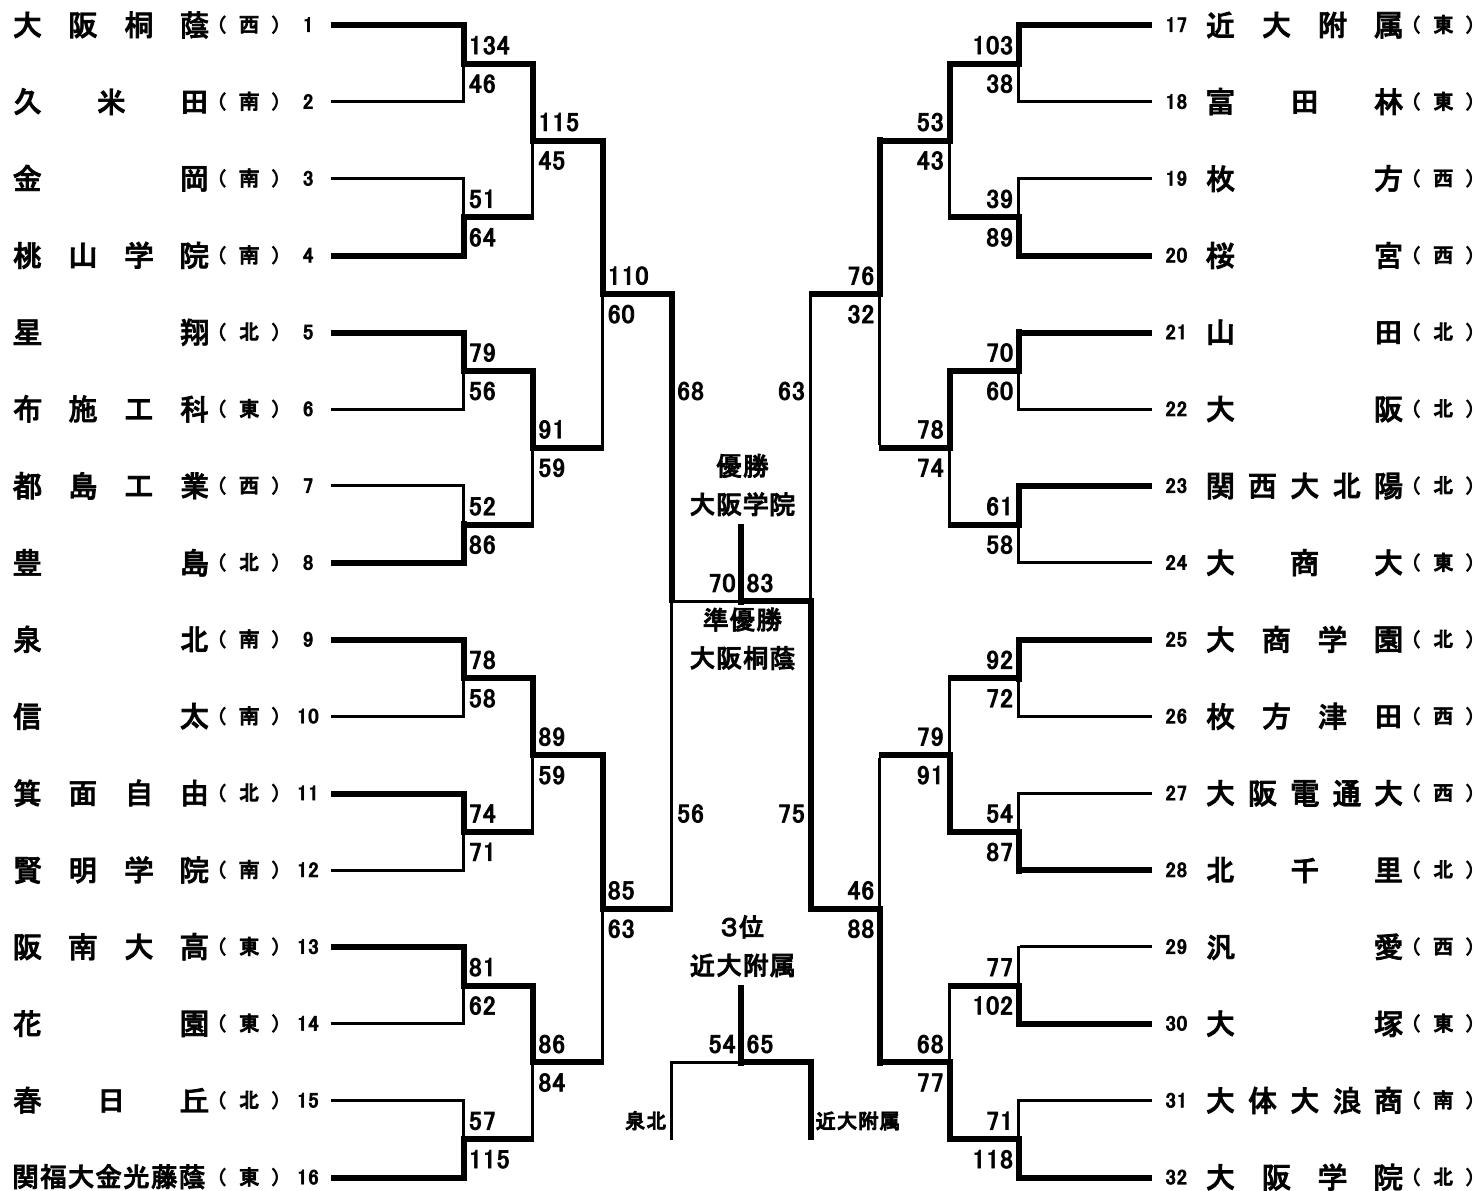 大阪桐蔭（西） 1
134
46
久米田（南） 2
115
45
金岡（南） 3
51
64
桃山学院（南） 4
110
60
星翔（北） 5
79
56
布施工科（東） 6
91
59
都島工業（西） 7
52
86
豊島（北） 8
68
泉北（南） 9
78
58
信太（南） 10
89
59
箕面自由（北） 11
74
71
賢明学院（南） 12
56
85
63
阪南大高（東） 13
81
62
花園（東） 14
86
84
春日丘（北） 15
57
115
関福大金光藤蔭（東） 16
優勝
大阪学院
70 83
準優勝
大阪桐蔭
3位
近大附属
54 65
泉北 近大附属
17 近大附属（東）
103
38
18 富田林（東）
53
43
19 枚方（西）
39
89
20 桜宮（西）
76
32
21 山田（北）
70
60
22 大阪（北）
63
78
74
23 関西大北陽（北）
61
58
24 大商大（東）
25 大商学園（北）
92
72
26 枚方津田（西）
79
91
27 大阪電通大（西）
54
87
28 北千里（北）
75
46
88
29 汎愛（西）
77
102
30 大塚（東）
68
77
31 大体大浪商（南）
71
118
32 大阪学院（北）